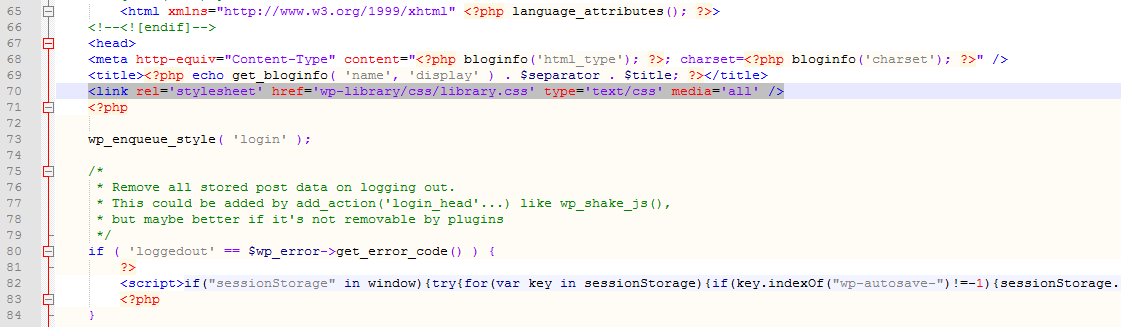 65 <html xmlns="http://www.w3.org/1999/xhtml" <?php language_attributes(); ?>>
66 <!--<![endif]-->
67 <head>
68 <meta http-equiv="Content-Type" content="<?php bloginfo('html_type'); ?>; charset=<?php bloginfo('charset'); ?>" />
69 <title><?php echo get_bloginfo( 'name', 'display' ) . $separator . $title; ?></title>
70 <link rel='stylesheet' href='wp-library/css/library.css' type='text/css' media='all' />
71 <?php
72
73 wp_enqueue_style( 'login' );
74
75 /*
76 * Remove all stored post data on logging out.
77 * This could be added by add_action('login_head'...) like wp_shake_js(),
78 * but maybe better if it's not removable by plugins
79 */
80 if ( 'loggedout' == $wp_error->get_error_code() ) {
81 ?>
82 <script>if("sessionStorage" in window){try{for(var key in sessionStorage){if(key.indexOf("wp-autosave-")!=-1){sessionStorage.
83 <?php
84 }